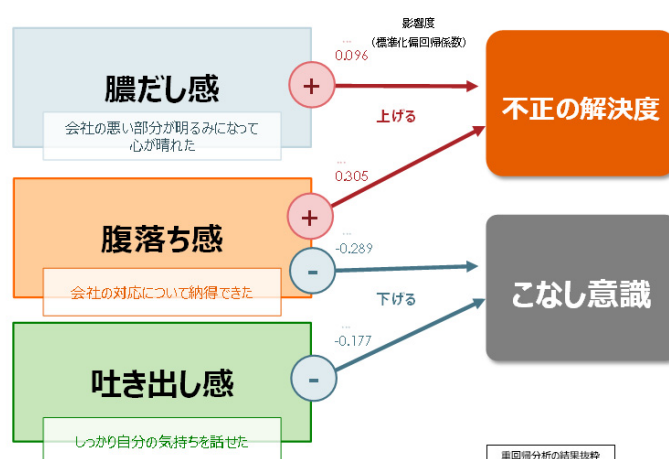 影響度
(標準化偏回帰係数)
...
0.096
+
膿だし感
会社の悪い部分が明るみになって
心が晴れた
上げる
不正の解決度
...
0.305
+
腹落ち感
会社の対応について納得できた
...
-0.289
-
下げる
こなし意識
...
-0.177
-
吐き出し感
しっかり自分の気持ちを話せた
重回帰分析の結果抜粋